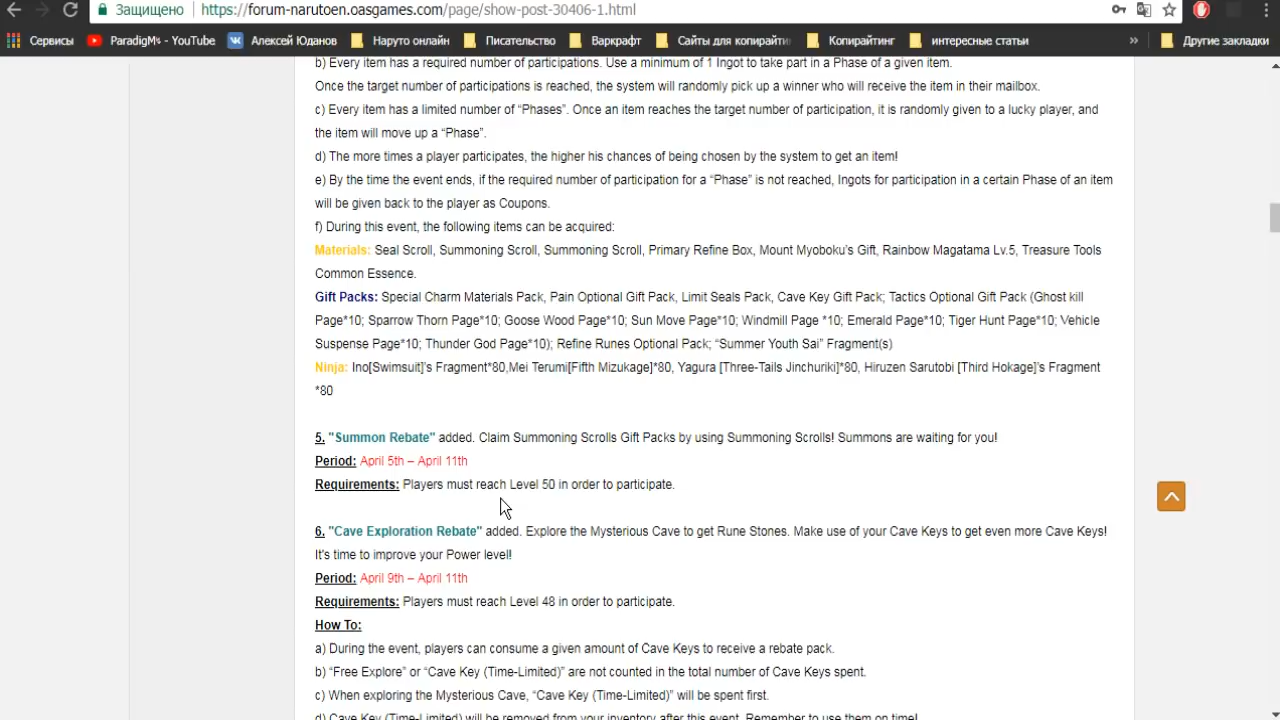 Защищено https://forum-narutoen.oasgames.com/page/show-post-30406-1.html
Сервисы ParadigMs - YouTube Алексей Юданов Наруто онлайн Писательство Варкрафт Сайты для копирайти Копирайтинг интересные статьи » Другие закладки
b) Every item has a required number of participations. Use a minimum of 1 Ingot to take part in a Phase of a given item.
Once the target number of participations is reached, the system will randomly pick up a winner who will receive the item in their mailbox.
c) Every item has a limited number of “Phases”. Once an item reaches the target number of participation, it is randomly given to a lucky player, and
the item will move up a “Phase”.
d) The more times a player participates, the higher his chances of being chosen by the system to get an item!
e) By the time the event ends, if the required number of participation for a “Phase” is not reached, Ingots for participation in a certain Phase of an item
will be given back to the player as Coupons.
f) During this event, the following items can be acquired:
Materials: Seal Scroll, Summoning Scroll, Summoning Scroll, Primary Refine Box, Mount Myoboku’s Gift, Rainbow Magatama Lv.5, Treasure Tools
Common Essence.
Gift Packs: Special Charm Materials Pack, Pain Optional Gift Pack, Limit Seals Pack, Cave Key Gift Pack; Tactics Optional Gift Pack (Ghost kill
Page*10; Sparrow Thorn Page*10; Goose Wood Page*10; Sun Move Page*10; Windmill Page *10; Emerald Page*10; Tiger Hunt Page*10; Vehicle
Suspense Page*10; Thunder God Page*10); Refine Runes Optional Pack; “Summer Youth Sai” Fragment(s)
Ninja: Ino[Swimsuit]’s Fragment*80,Mei Terumi[Fifth Mizukage]*80, Yagura [Three-Tails Jinchuriki]*80, Hiruzen Sarutobi [Third Hokage]’s Fragment
*80
5. "Summon Rebate" added. Claim Summoning Scrolls Gift Packs by using Summoning Scrolls! Summons are waiting for you!
Period: April 5th – April 11th
Requirements: Players must reach Level 50 in order to participate.
6. "Cave Exploration Rebate" added. Explore the Mysterious Cave to get Rune Stones. Make use of your Cave Keys to get even more Cave Keys!
It’s time to improve your Power level!
Period: April 9th – April 11th
Requirements: Players must reach Level 48 in order to participate.
How To:
a) During the event, players can consume a given amount of Cave Keys to receive a rebate pack.
b) “Free Explore” or “Cave Key (Time-Limited)” are not counted in the total number of Cave Keys spent.
c) When exploring the Mysterious Cave, “Cave Key (Time-Limited)” will be spent first.
d) Cave Key (Time-Limited) will be removed from your inventory after this event. Remember to use them on time!